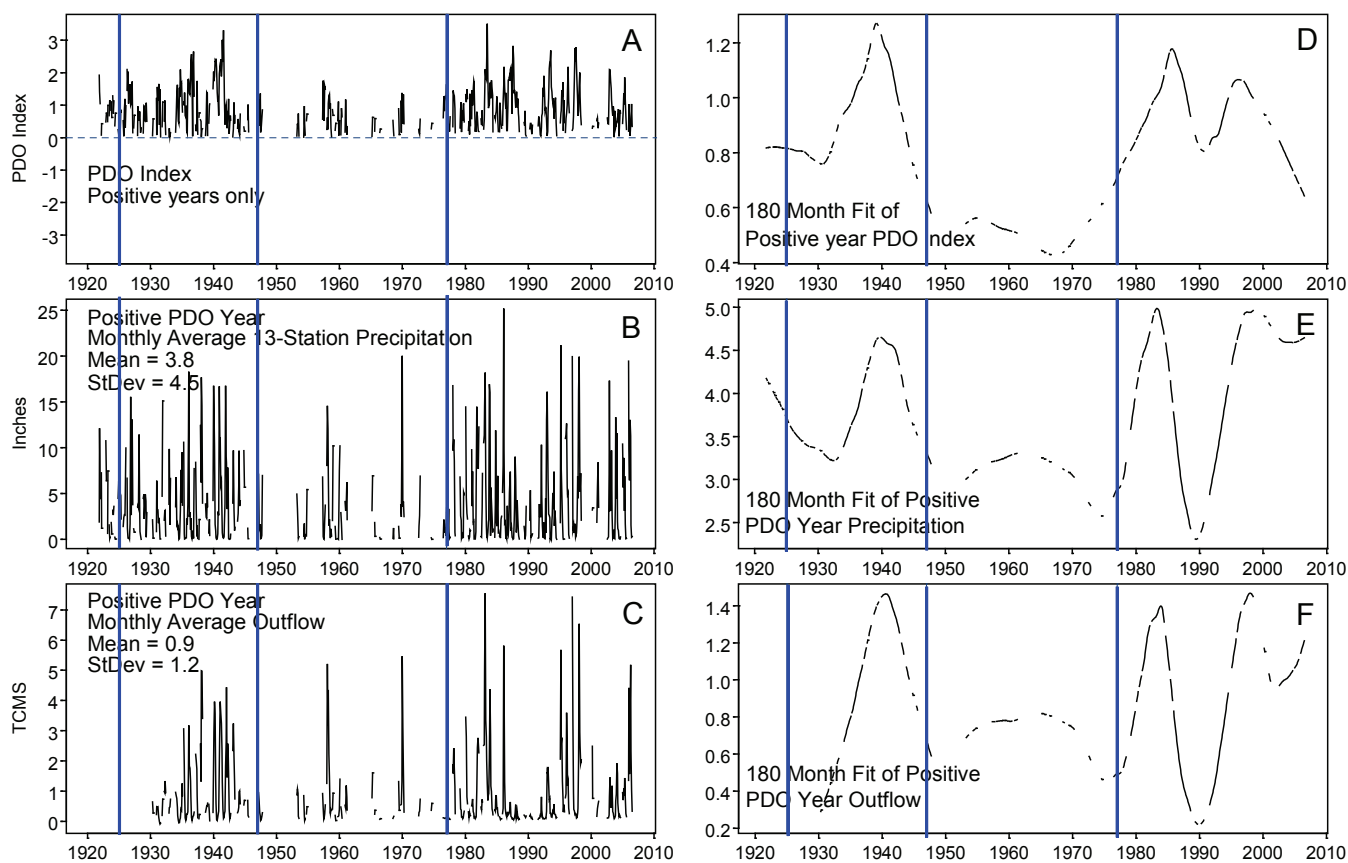 A
PDO Index
3
2
1
0
-1
-2
-3
PDO Index
Positive years only
1920 1930 1940 1950 1960 1970 1980 1990 2000 2010
B
Inches
25
20
15
10
5
0
Positive PDO Year
Monthly Average 13-Station Precipitation
Mean = 3.8
StDev = 4.5
1920 1930 1940 1950 1960 1970 1980 1990 2000 2010
C
TCMS
7
6
5
4
3
2
1
0
Positive PDO Year
Monthly Average Outflow
Mean = 0.9
StDev = 1.2
1920 1930 1940 1950 1960 1970 1980 1990 2000 2010
D
1.2
1.0
0.8
0.6
0.4
180 Month Fit of
Positive year PDO Index
1920 1930 1940 1950 1960 1970 1980 1990 2000 2010
E
5.0
4.5
4.0
3.5
3.0
2.5
180 Month Fit of Positive
PDO Year Precipitation
1920 1930 1940 1950 1960 1970 1980 1990 2000 2010
F
1.4
1.2
1.0
0.8
0.6
0.4
0.2
180 Month Fit of Positive
PDO Year Outflow
1920 1930 1940 1950 1960 1970 1980 1990 2000 2010